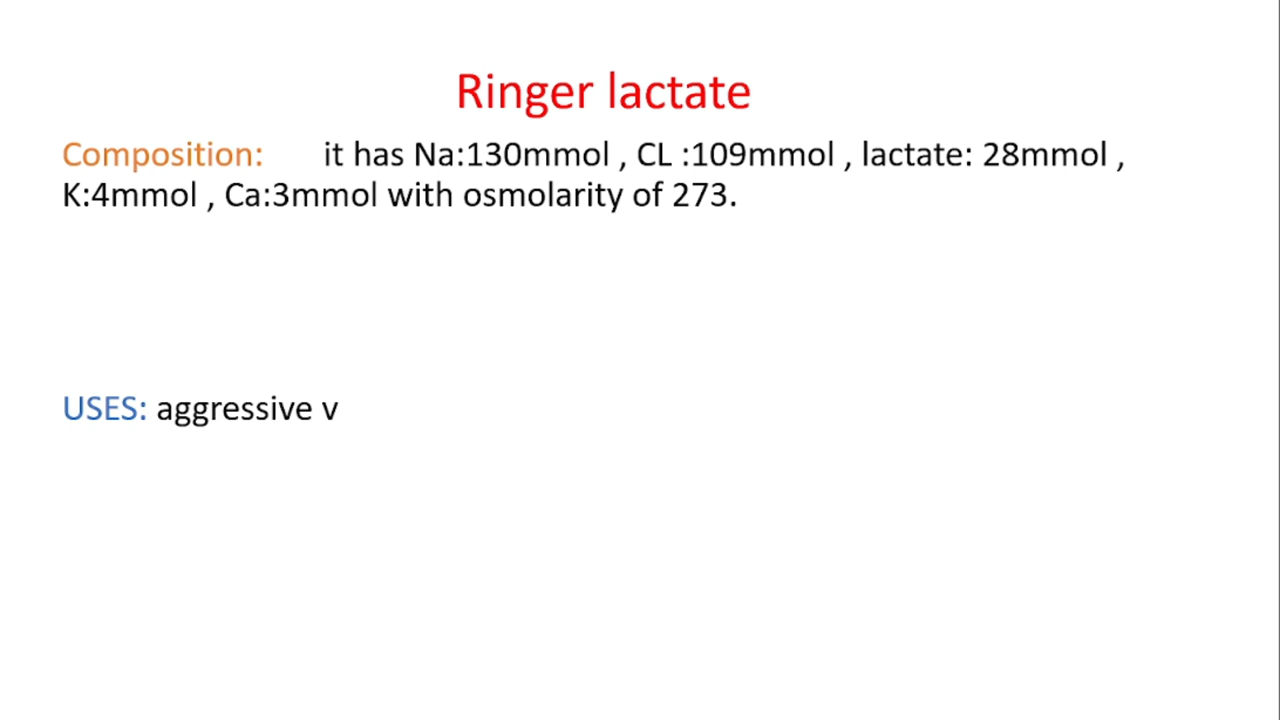 Ringer lactate
Composition: it has Na:130mmol , CL :109mmol , lactate: 28mmol ,
K:4mmol , Ca:3mmol with osmolarity of 273.
USES: aggressive v